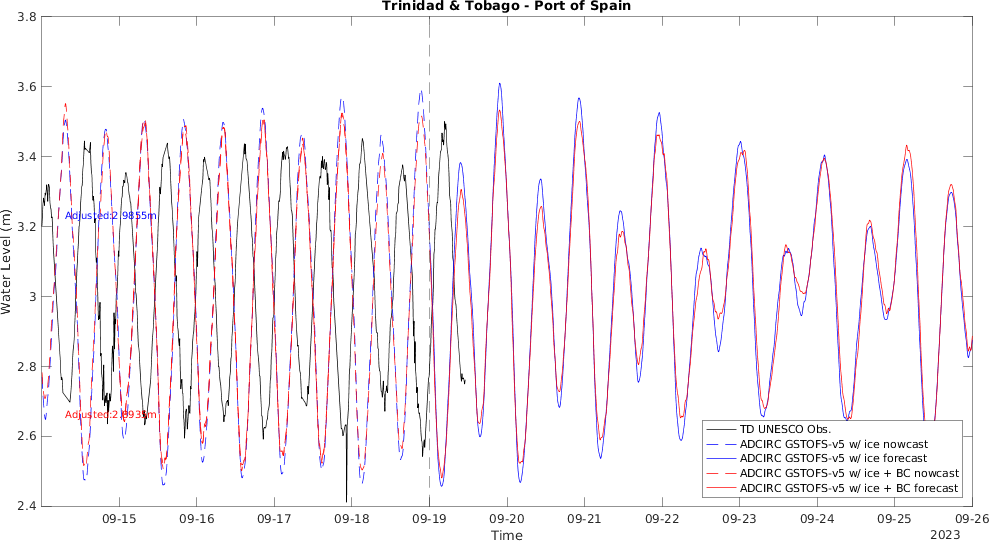 Trinidad & Tobago - Port of Spain
3.8
3.6
3.4
3.2
3
2.8
2.6
2.4
Water Level (m)
Adjusted:2.9855m
TD UNESCO Obs.
ADCIRC GSTOFS-v5 w/ ice nowcast
ADCIRC GSTOFS-v5 w/ ice forecast
ADCIRC GSTOFS-v5 w/ ice + BC nowcast
ADCIRC GSTOFS-v5 w/ ice + BC forecast
09-15 09-16 09-17 09-18 09-19 09-20 09-21 09-22 09-23 09-24 09-25 09-26
Time
2023